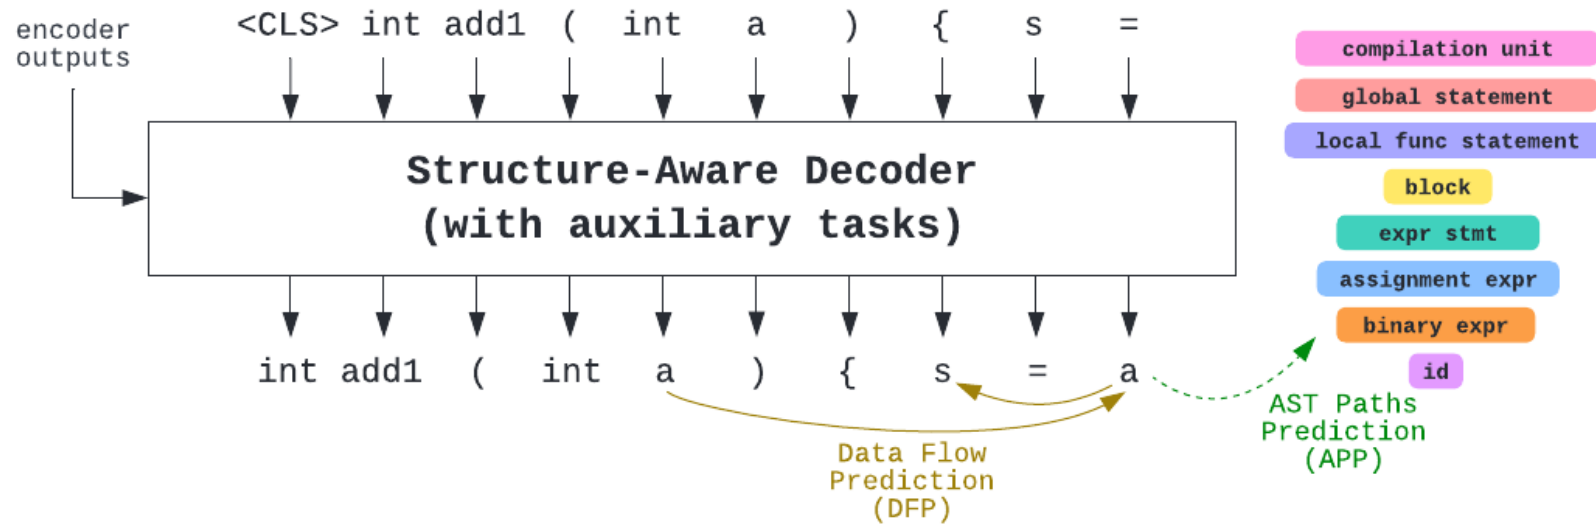 encoder
outputs
<CLS> int add1 ( int a ) { s =
Structure-Aware Decoder
(with auxiliary tasks)
int add1 ( int a ) { s = a
Data Flow
Prediction
(DFP)
compilation unit
global statement
local func statement
block
expr stmt
assignment expr
binary expr
id
AST Paths
Prediction
(APP)